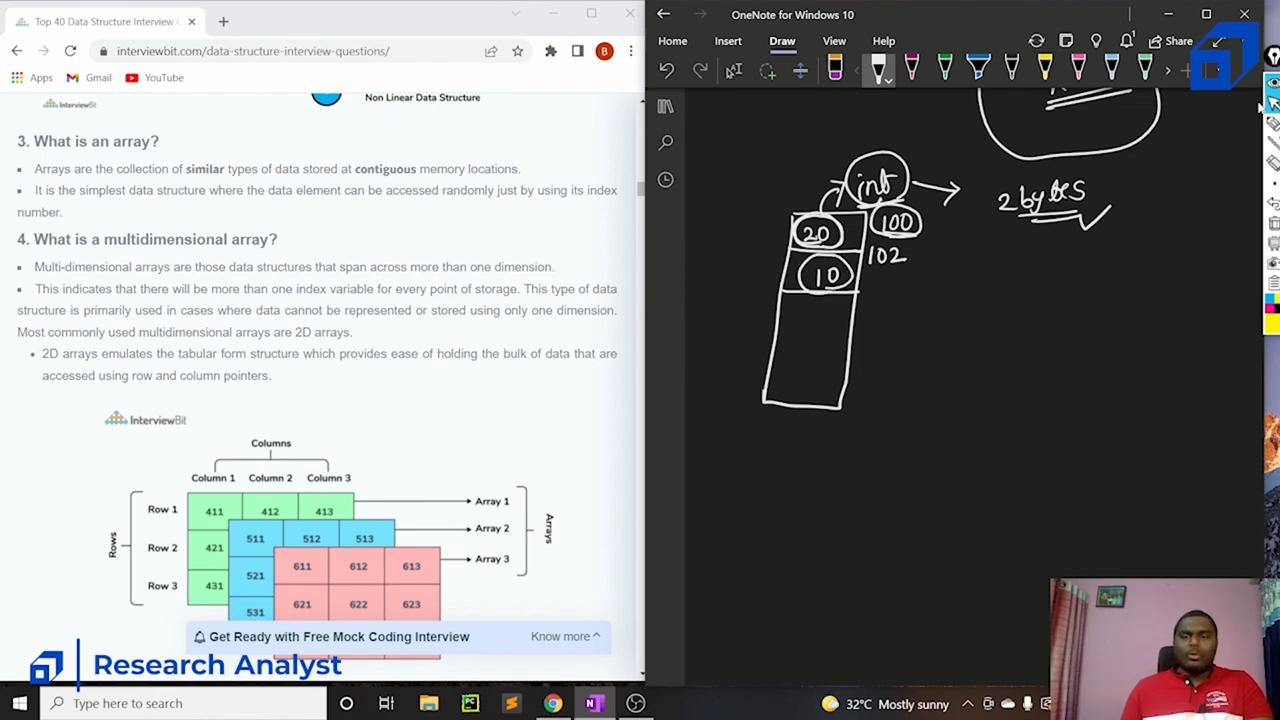 Top 40 Data Structure Interview
interviewbit.com/data-structure-interview-questions/
B
Apps
Gmail
YouTube
InterviewBit
Non Linear Data Structure
3. What is an array?
Arrays are the collection of similar types of data stored at contiguous memory locations.
It is the simplest data structure where the data element can be accessed randomly just by using its index
number.
4. What is a multidimensional array?
Multi-dimensional arrays are those data structures that span across more than one dimension.
This indicates that there will be more than one index variable for every point of storage. This type of data
structure is primarily used in cases where data cannot be represented or stored using only one dimension.
Most commonly used multidimensional arrays are 2D arrays.
2D arrays emulates the tabular form structure which provides ease of holding the bulk of data that are
accessed using row and column pointers.
InterviewBit
Columns
Column 1 Column 2 Column 3
Row 1 411 412 413 Array 1
511 512 513 Array 2
Row 2 421
611 612 613 Array 3
521
Row 3 431
621 622 623
531
Rows
Arrays
Get Ready with Free Mock Coding Interview Know more
Research Analyst
Type here to search
OneNote for Windows 10
Home Insert Draw View Help
Share
int
2 bytes
20 100
10 102
32°C Mostly sunny